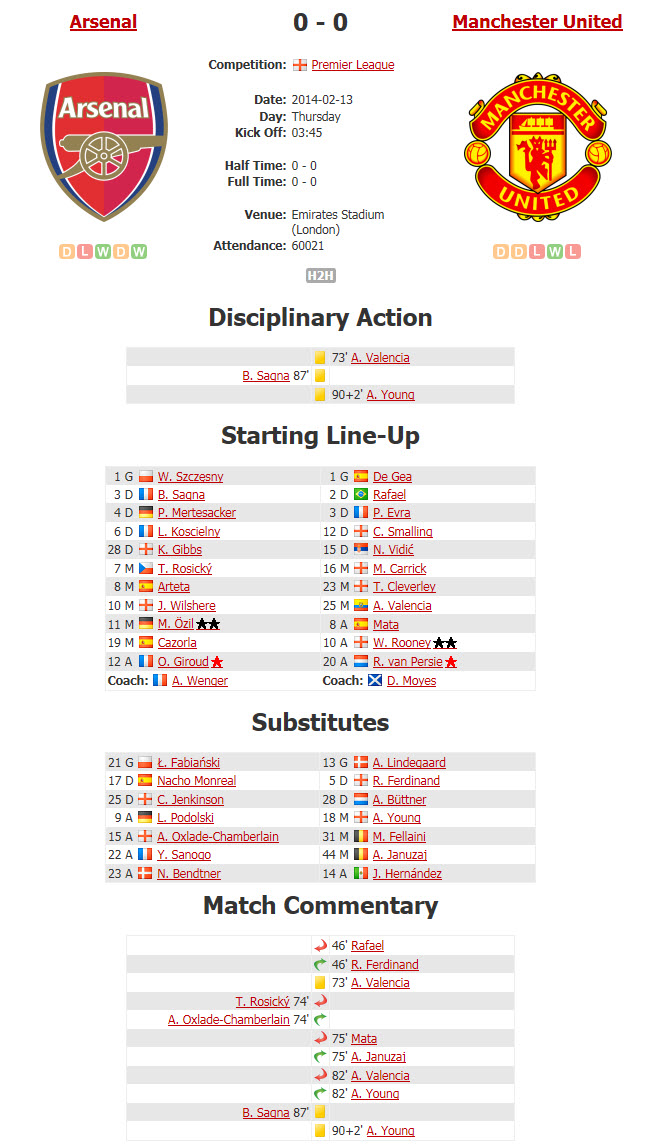 Arsenal
0 - 0
Manchester United
Competition: Premier League
Arsenal
MANCHESTER
UNITED
Date: 2014-02-13
Day: Thursday
Kick Off: 03:45
Half Time: 0 - 0
Full Time: 0 - 0
Venue: Emirates Stadium
(London)
Attendance: 60021
D L W D W
D D L W L
H2H
Disciplinary Action
73' A. Valencia
B. Sagna 87'
90+2' A. Young
Starting Line-Up
1 G W. Szczesny 1 G De Gea
3 D B. Sagna 2 D Rafael
4 D P. Mertesacker 3 D P. Evra
6 D L. Koscielny 12 D C. Smalling
28 D K. Gibbs 15 D N. Vidić
7 M T. Rosický 16 M M. Carrick
8 M Arteta 23 M T. Cleverley
10 M J. Wilshere 25 M A. Valencia
11 M M. Özil 8 A Mata
19 M Cazorla 10 A W. Rooney
12 A O. Giroud 20 A R. van Persie
Coach: A. Wenger Coach: D. Moyes
Substitutes
21 G Ł. Fabiański 13 G A. Lindegaard
17 D Nacho Monreal 5 D R. Ferdinand
25 D C. Jenkinson 28 D A. Büttner
9 A L. Podolski 18 M A. Young
15 A A. Oxlade-Chamberlain 31 M M. Fellaini
22 A Y. Sanogo 44 M A. Januzaj
23 A N. Bendtner 14 A J. Hernández
Match Commentary
46' Rafael
46' R. Ferdinand
73' A. Valencia
T. Rosický 74'
A. Oxlade-Chamberlain 74'
75' Mata
75' A. Januzaj
82' A. Valencia
82' A. Young
B. Sagna 87'
90+2' A. Young